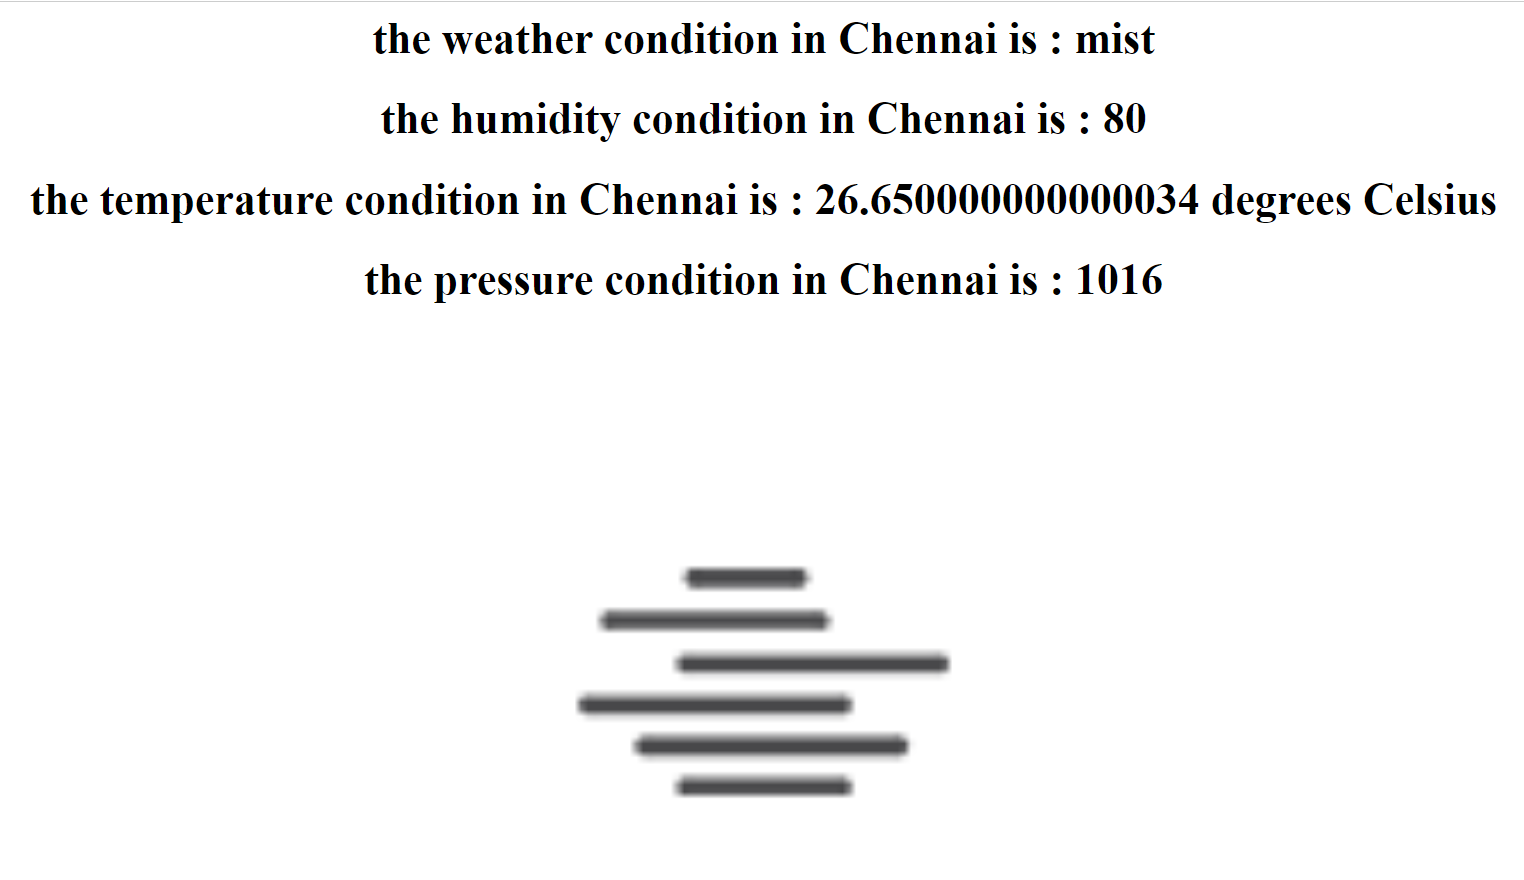 the weather condition in Chennai is : mist
the humidity condition in Chennai is : 80
the temperature condition in Chennai is : 26.650000000000034 degrees Celsius
the pressure condition in Chennai is : 1016